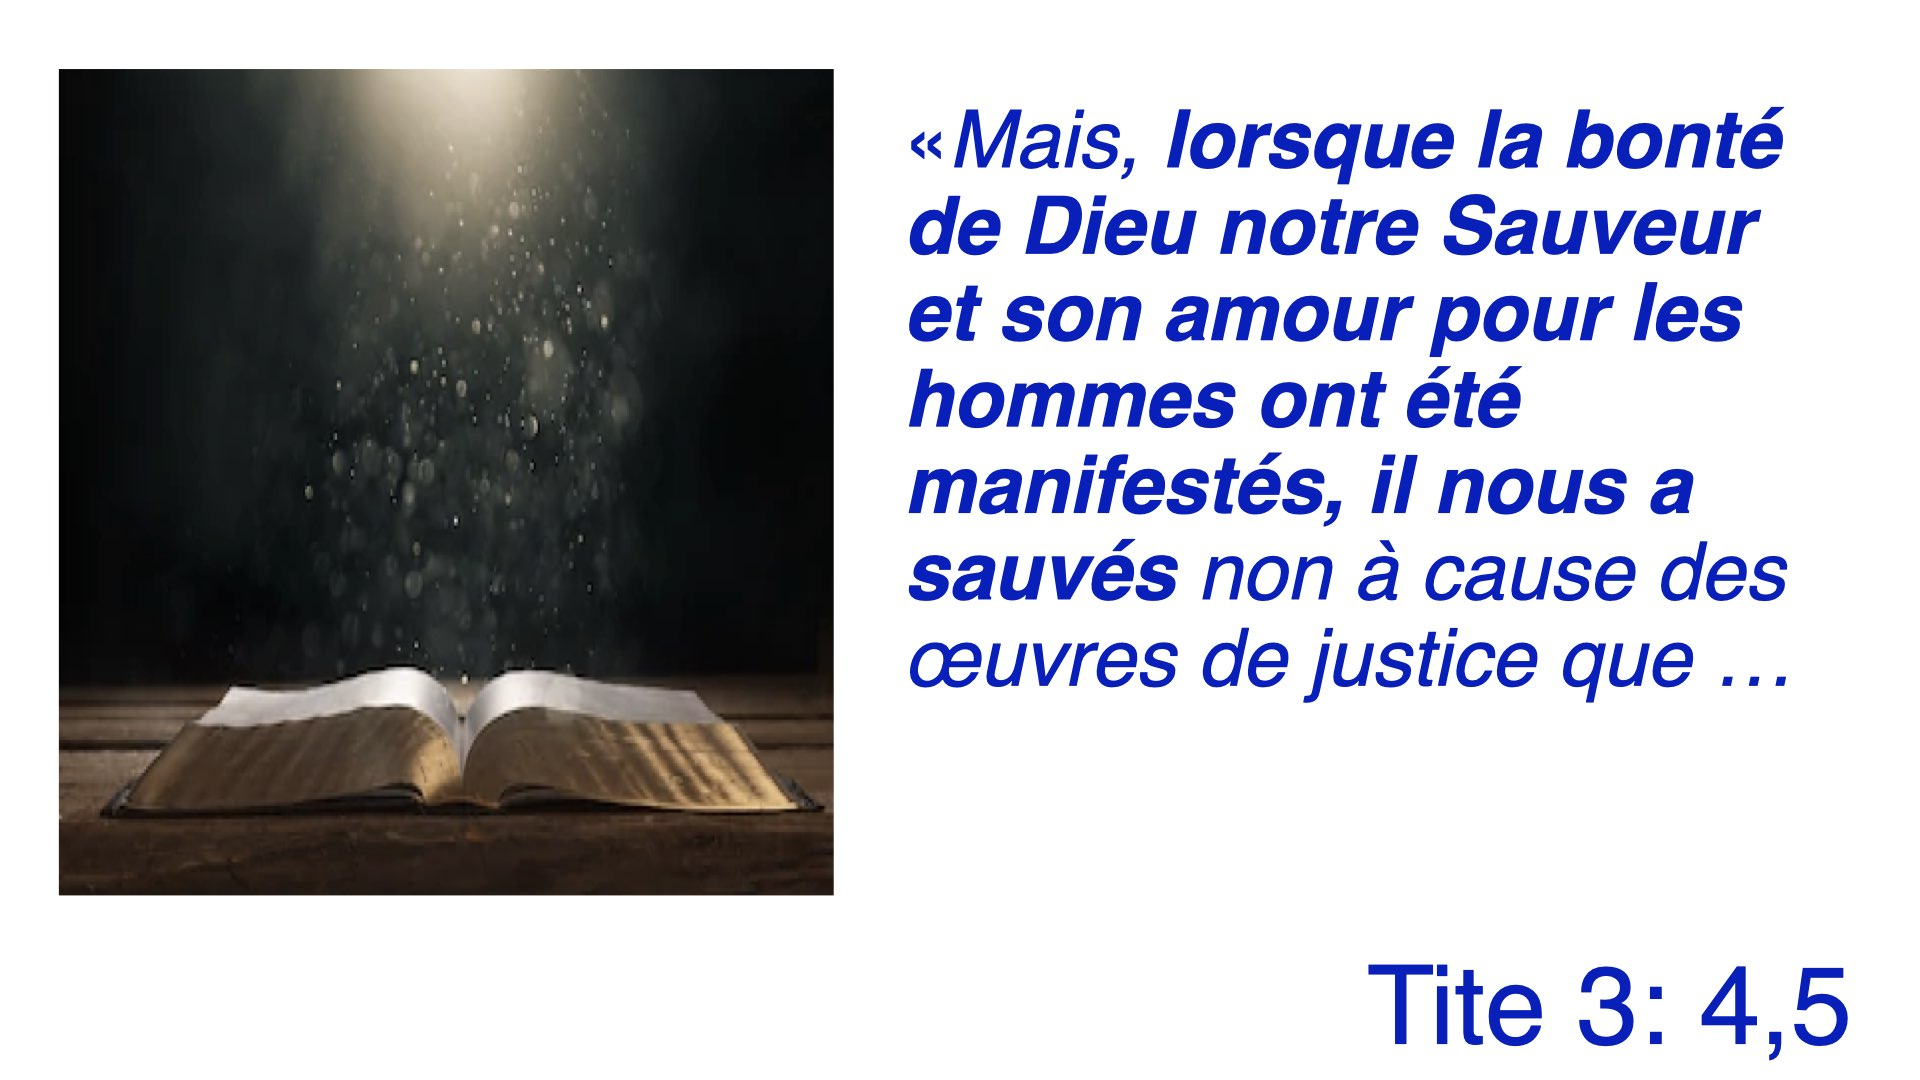 «Mais, lorsque la bonté
de Dieu notre Sauveur
et son amour pour les
hommes ont été
manifestés, il nous a
sauvés non à cause des
œuvres de justice que …
Tite 3: 4,5